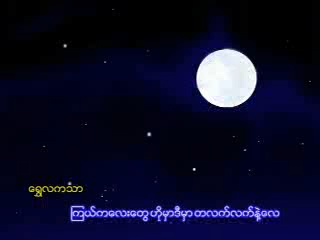 ရွှေလကသာ
ကြယ်ကလေးတွေ ဟိုမှာဒီမှာ တလက်လက်နဲ့လေ